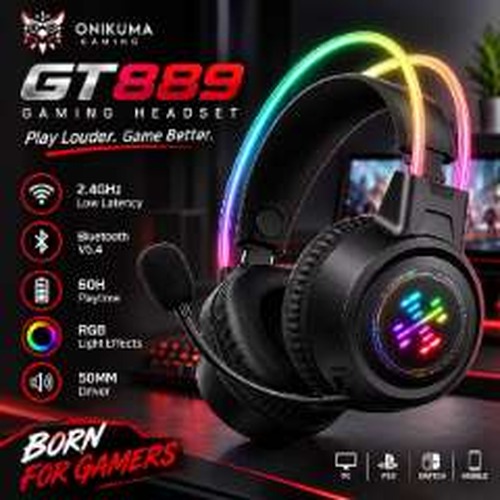 ONIKUMA
GAMING
GT889
GAMING HEADSET
Play Louder. Game Better.
2.4GHz
Low Latency
Bluetooth
V5.4
60H
Playtime
RGB
Light Effects
50MM
Driver
BORN
FOR GAMERS
PC
SWITCH
MOBILE